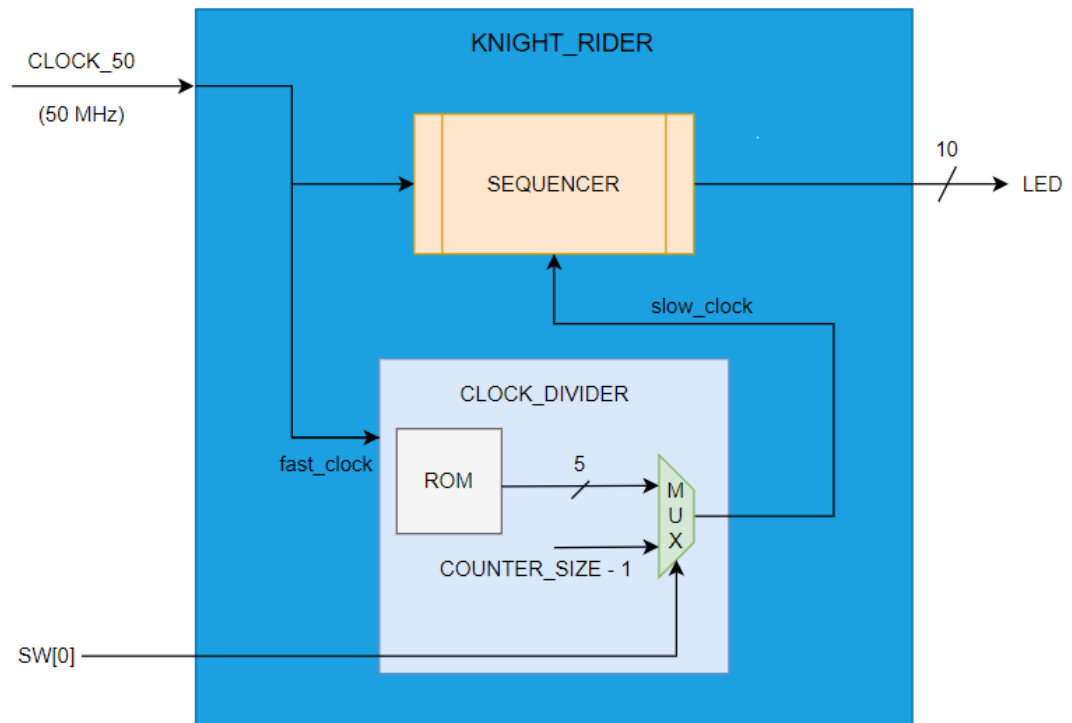 KNIGHT_RIDER
CLOCK_50
(50 MHz)
SEQUENCER
10
LED
slow_clock
CLOCK_DIVIDER
fast_clock
ROM
5
M
U
X
COUNTER_SIZE - 1
SW[0]